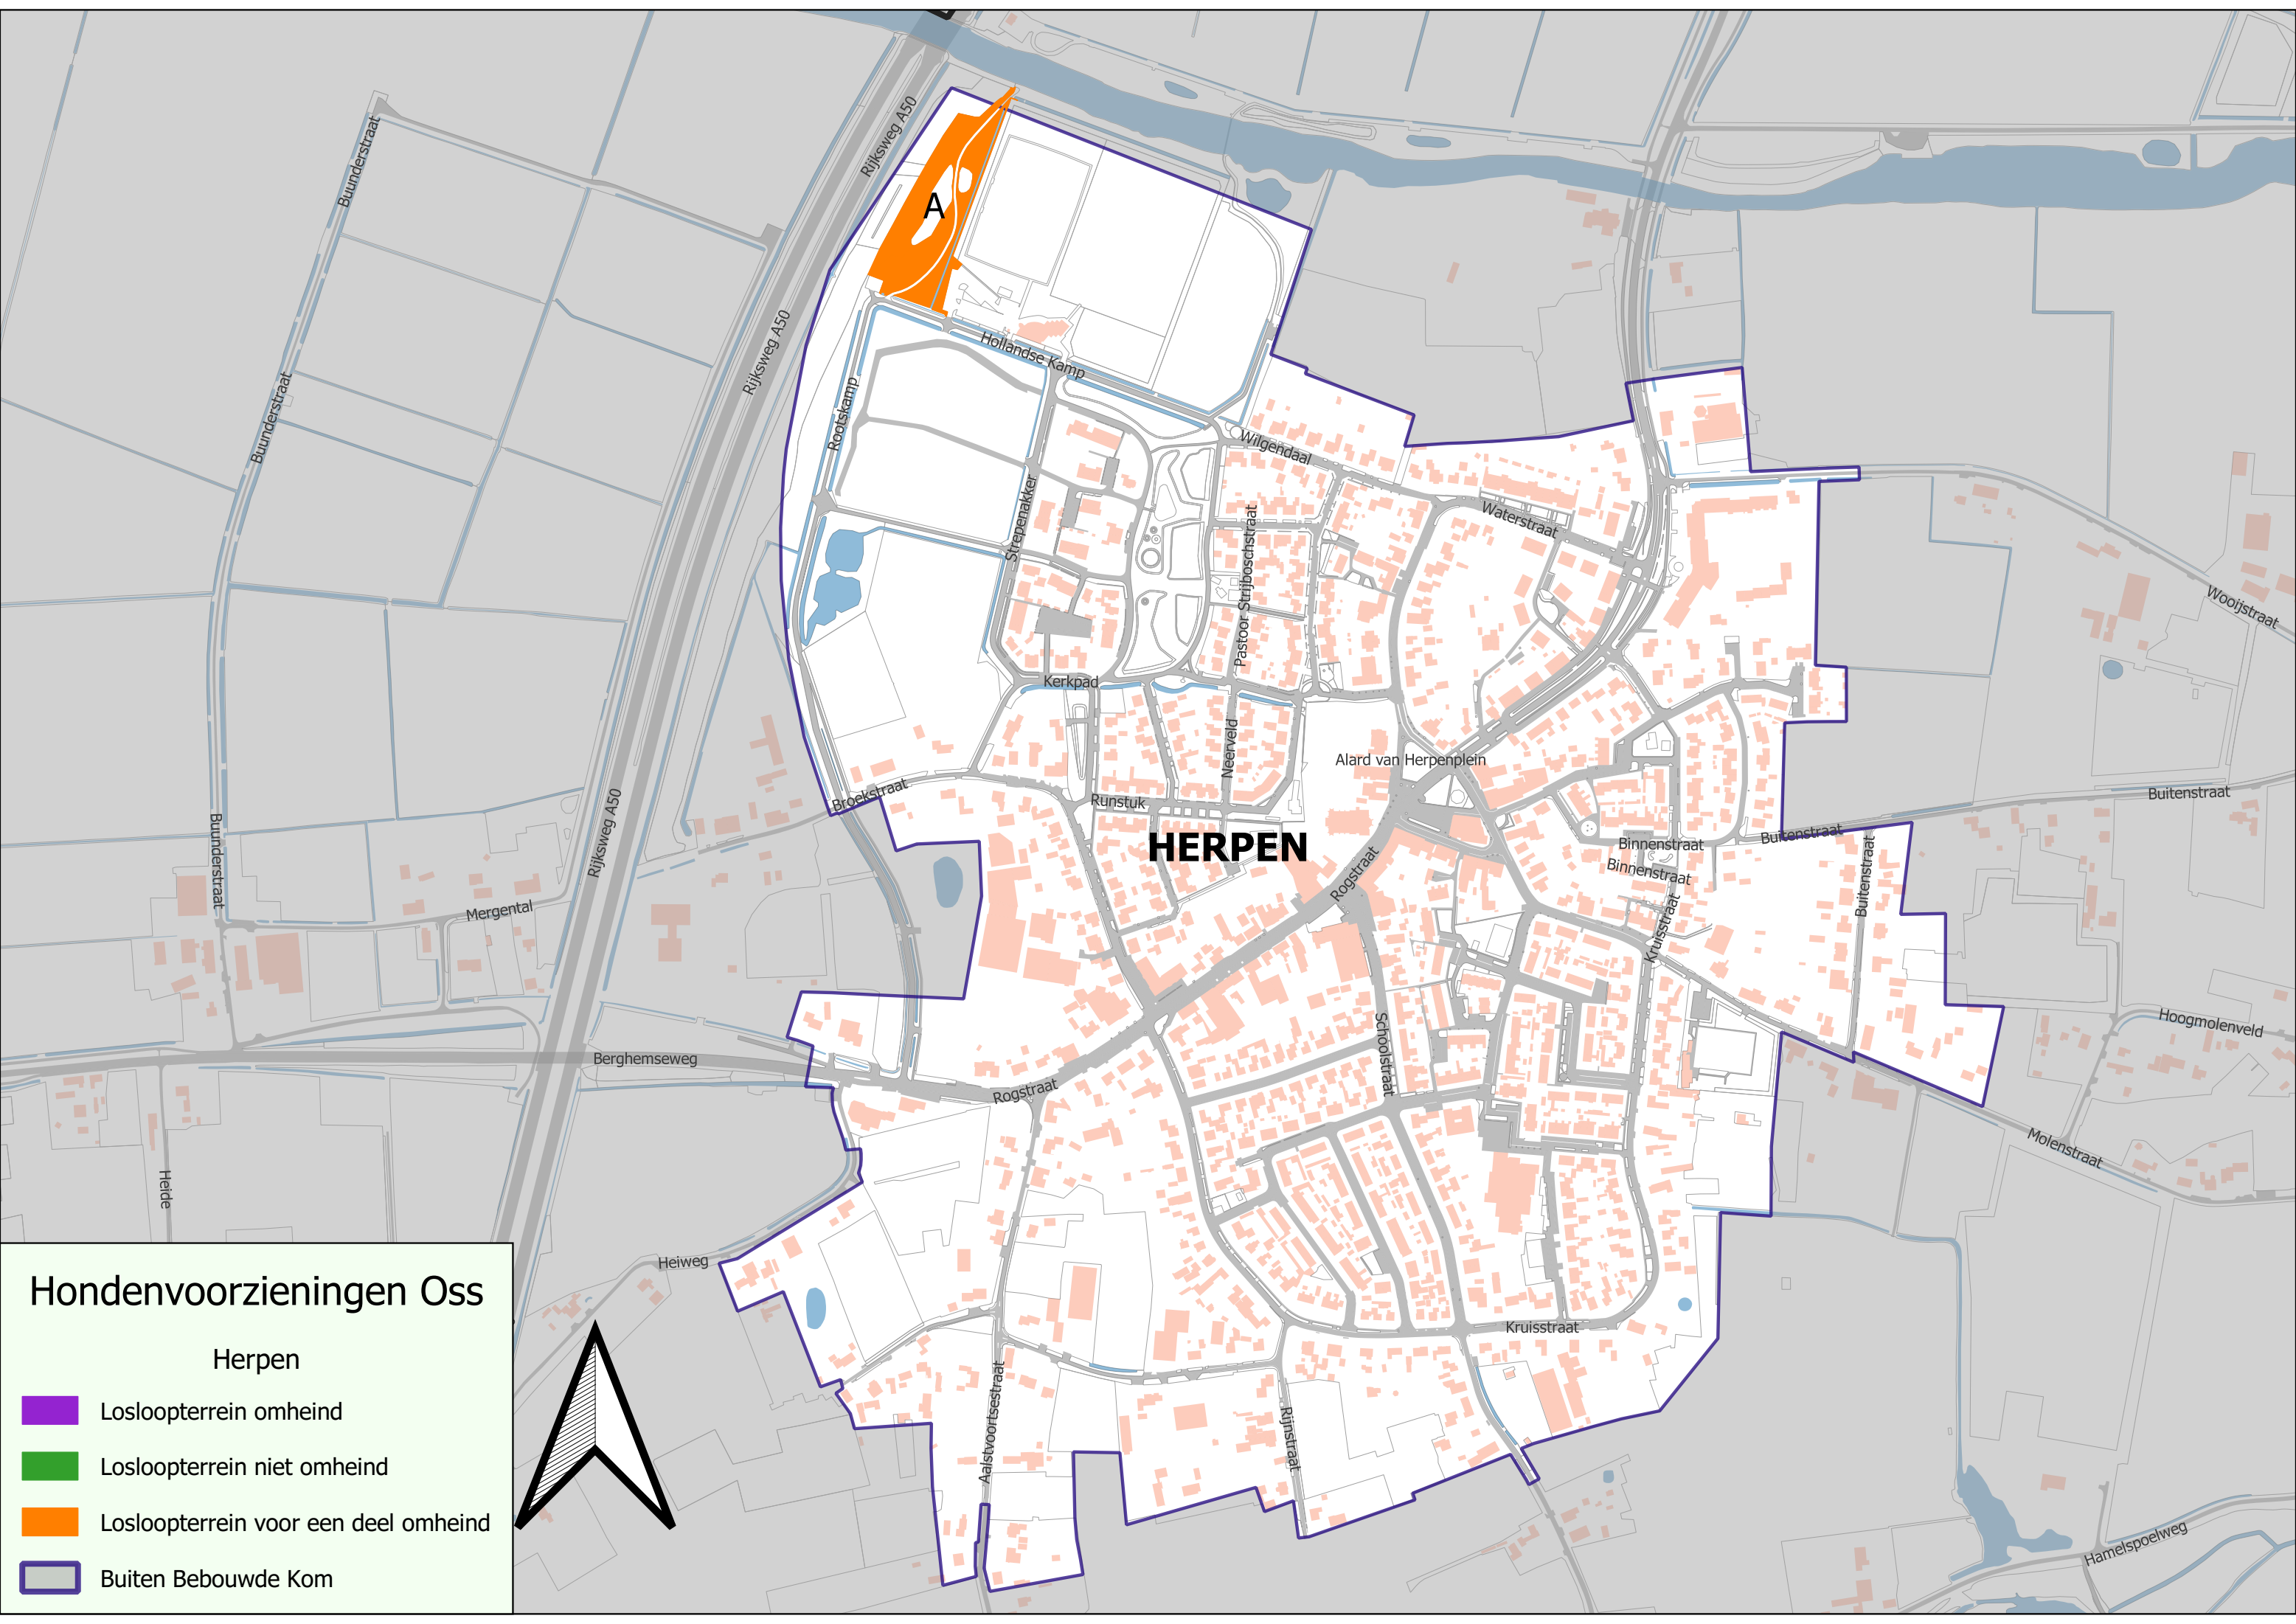 Rijksweg A50
Buunderstraat
A
Rijksweg A50
Hollandse Kamp
Buunderstraat
Rootskamp
Wilgendaal
Strepenakker
Waterstraat
Pastoor Strijboschstraat
Wooijstraat
Kerkpad
Neerveld
Alard van Herpenplein
Broekstraat
Runstuk
Buitenstraat
Rijksweg A50
Buunderstraat
HERPEN
Binnenstraat
Buitenstraat
Binnenstraat
Rogstraat
Buitenstraat
Mergental
Kruisstraat
Hoogmolenveld
Schoolstraat
Berghemseweg
Rogstraat
Molenstraat
Heide
Heiweg
Kruisstraat
Aalstvoortsestraat
Rijnstraat
Hamelspoelweg
Hondenvoorzieningen Oss
Herpen
Losloopterrein omheind
Losloopterrein niet omheind
Losloopterrein voor een deel omheind
Buiten Bebouwde Kom